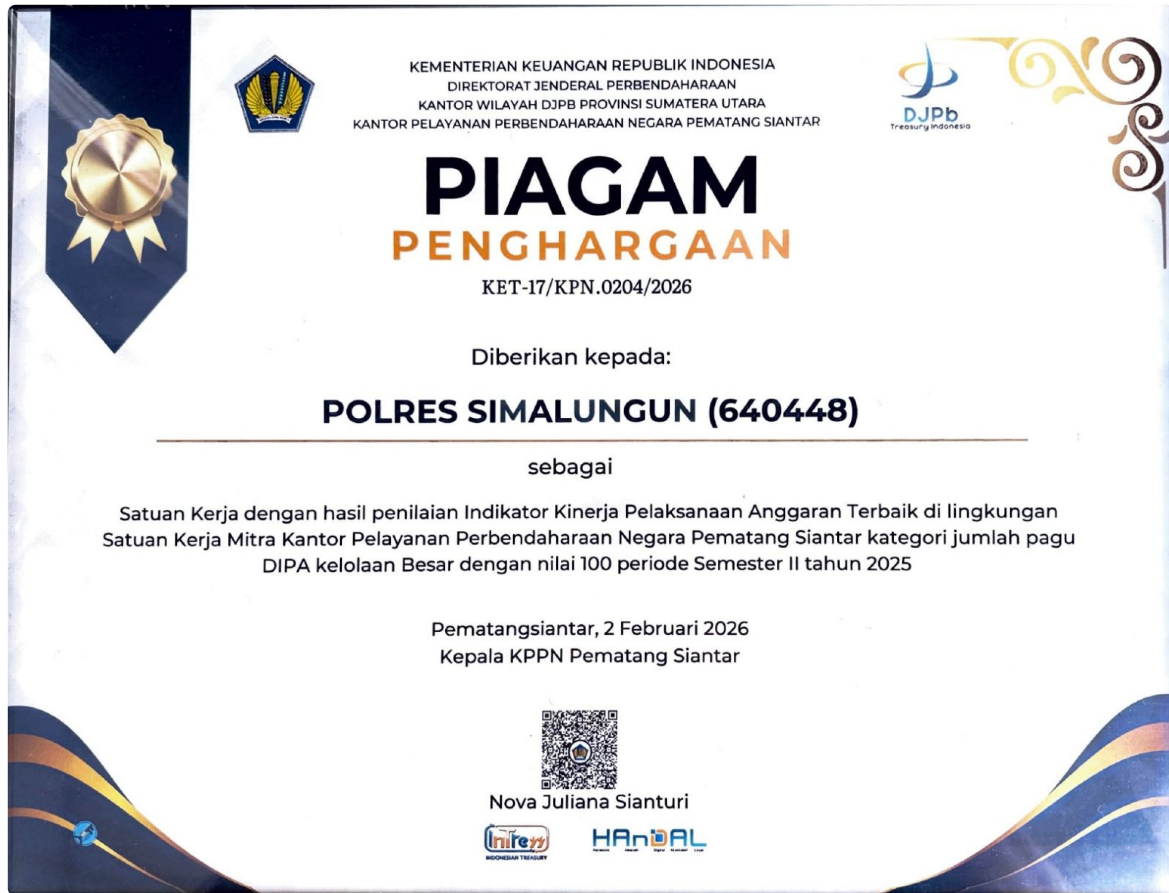 KEMENTERIAN KEUANGAN REPUBLIK INDONESIA
DIREKTORAT JENDERAL PERBENDAHARAAN
KANTOR WILAYAH DJPB PROVINSI SUMATERA UTARA
KANTOR PELAYANAN PERBENDAHARAAN NEGARA PEMATANG SIANTAR
DJPb
Treasury Indonesia
PIAGAM
PENGHARGAAN
KET-17/KPN.0204/2026
Diberikan kepada:
POLRES SIMALUNGUN (640448)
sebagai
Satuan Kerja dengan hasil penilaian Indikator Kinerja Pelaksanaan Anggaran Terbaik di lingkungan
Satuan Kerja Mitra Kantor Pelayanan Perbendaharaan Negara Pematang Siantar kategori jumlah pagu
DIPA kelolaan Besar dengan nilai 100 periode Semester II tahun 2025
Pematangsiantar, 2 Februari 2026
Kepala KPPN Pematang Siantar
Nova Juliana Sianturi
InTress
INDONESIAN TREASURY
HAnDAL